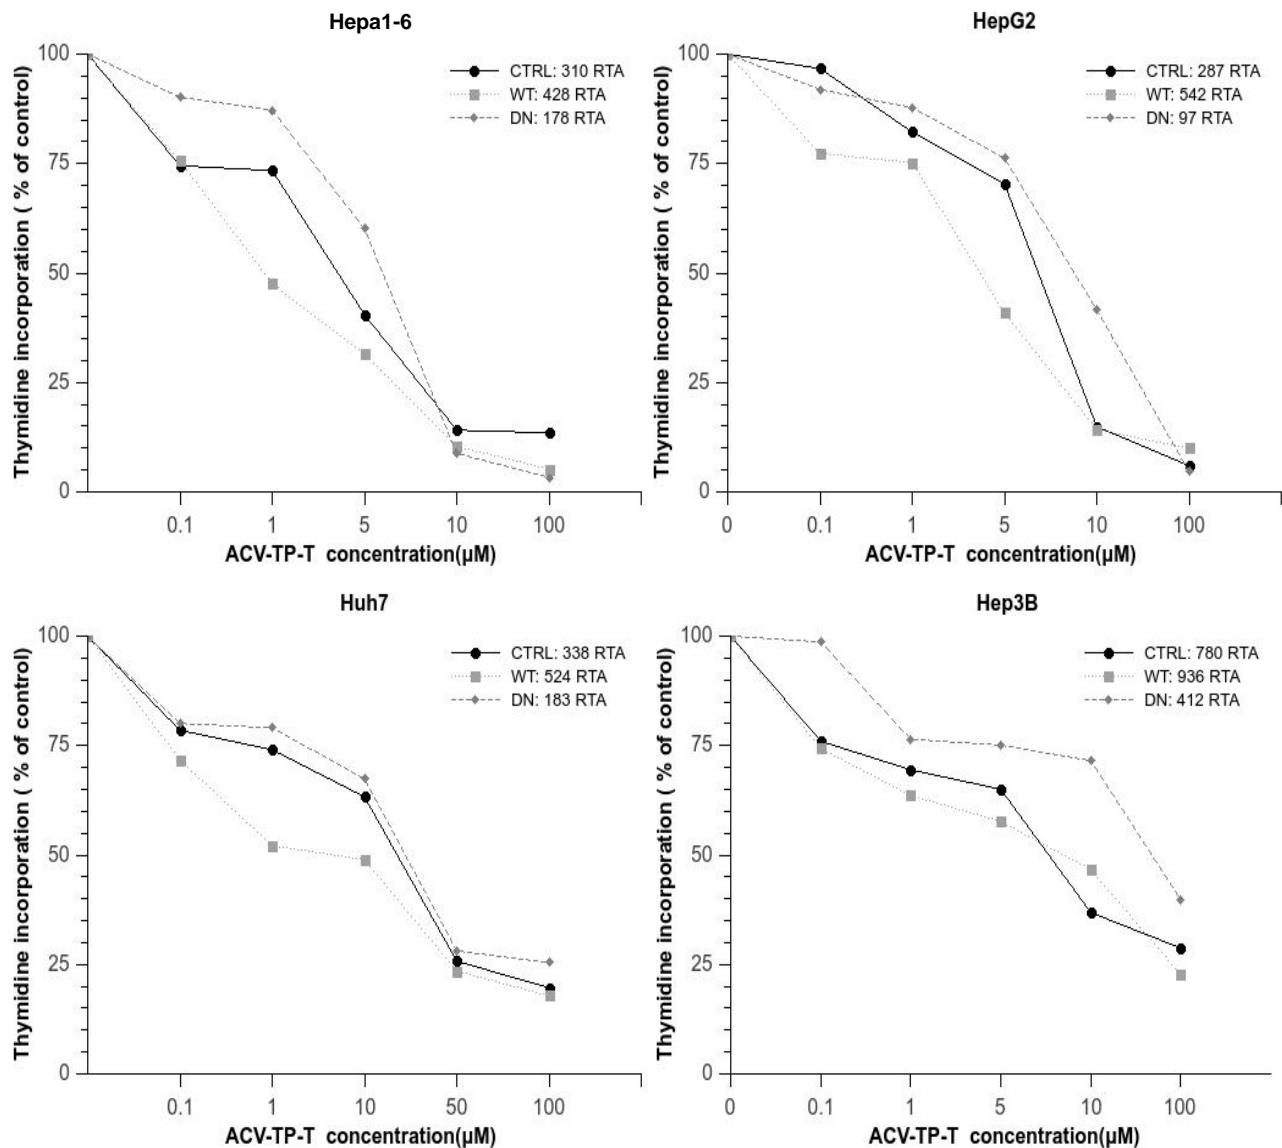 Hepa1-6
100
75
50
25
0
Thymidine incorporation ( % of control)
CTRL: 310 RTA
WT: 428 RTA
DN: 178 RTA
0.1 1 5 10 100
ACV-TP-T concentration(µM)
HepG2
100
75
50
25
0
Thymidine incorporation ( % of control)
CTRL: 287 RTA
WT: 542 RTA
DN: 97 RTA
0 0.1 1 5 10 100
ACV-TP-T concentration(µM)
Huh7
100
75
50
25
0
Thymidine incorporation ( % of control)
CTRL: 338 RTA
WT: 524 RTA
DN: 183 RTA
0.1 1 10 50 100
ACV-TP-T concentration(µM)
Hep3B
100
75
50
25
0
Thymidine incorporation ( % of control)
CTRL: 780 RTA
WT: 936 RTA
DN: 412 RTA
0 0.1 1 5 10 100
ACV-TP-T concentration(µM)